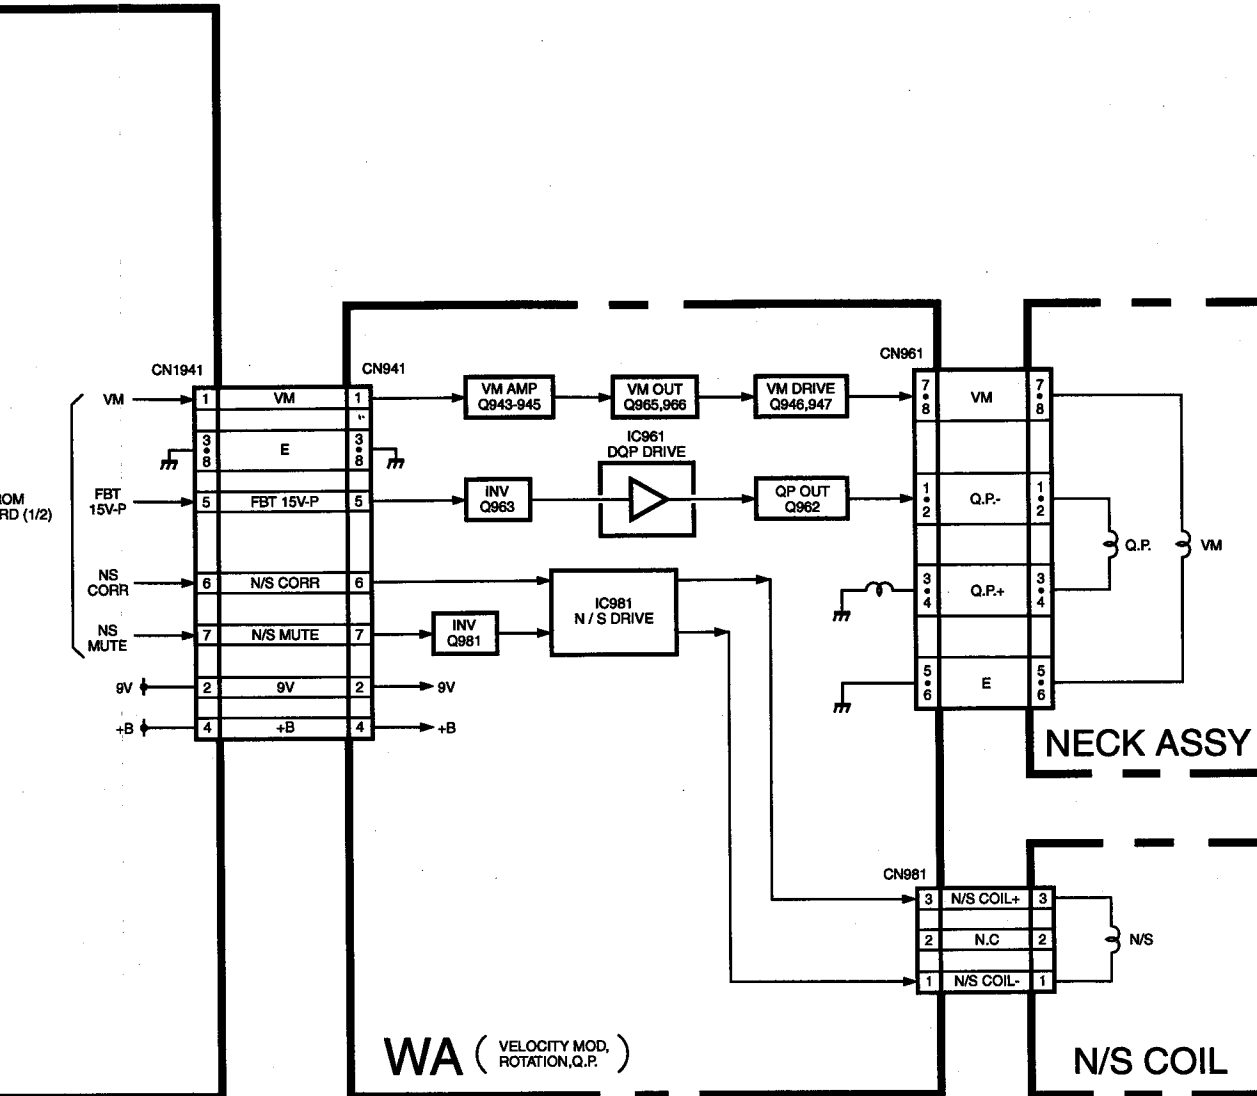 CN1941
CN941
CN961
VM
1
VM
1
VM AMP
Q943-945
VM OUT
Q965,966
VM DRIVE
Q946,947
7
•
8
VM
7
•
8
3
•
8
E
3
•
8
IC961
DQP DRIVE
FBT
15V-P
5
FBT 15V-P
5
INV
Q963
QP OUT
Q962
1
•
2
Q.P.-
1
•
2
RD (1/2)
Q.P.
VM
NS
CORR
6
N/S CORR
6
IC981
N / S DRIVE
3
•
4
Q.P.+
3
•
4
NS
MUTE
7
N/S MUTE
7
INV
Q981
9V
2
9V
2
9V
5
•
6
E
5
•
6
+B
4
+B
4
+B
NECK ASSY
CN981
3
N/S COIL+
3
2
N.C
2
N/S
1
N/S COIL-
1
WA ( VELOCITY MOD,
ROTATION,Q.P. )
N/S COIL